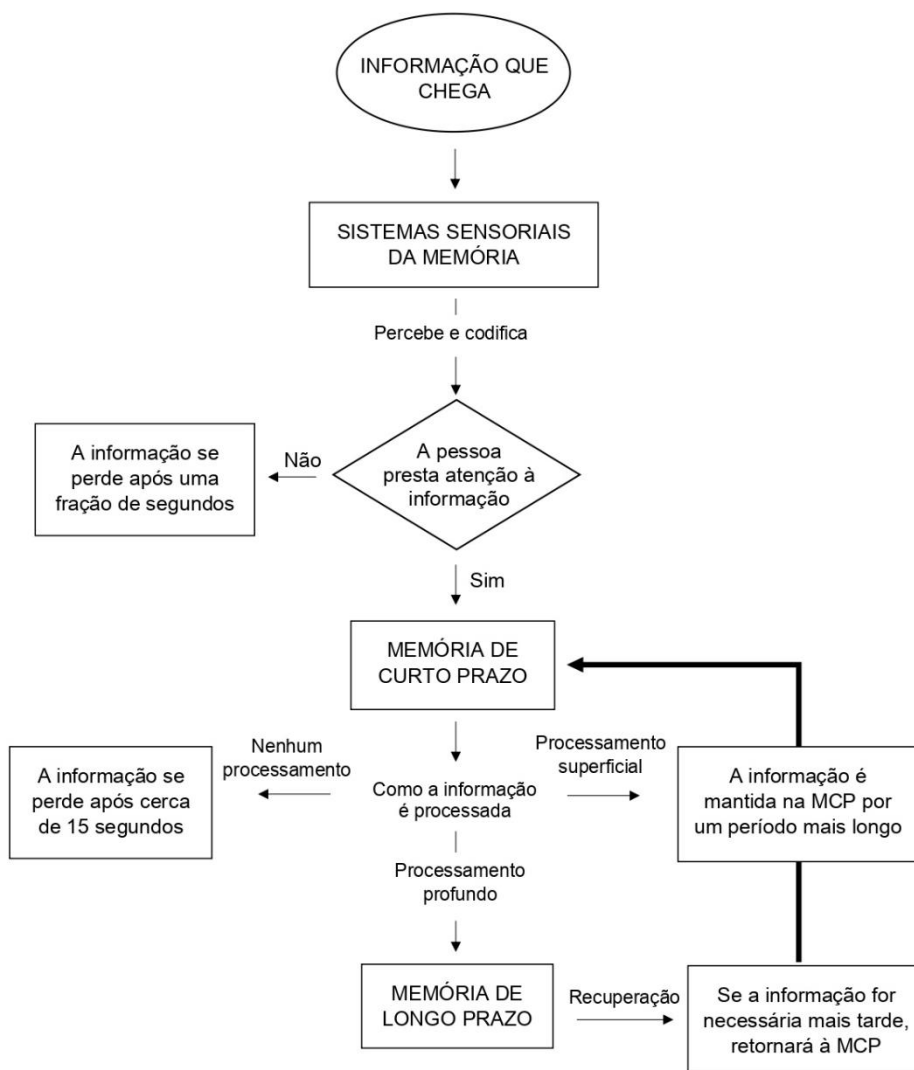 INFORMAÇÃO QUE
CHEGA
SISTEMAS SENSORIAIS
DA MEMÓRIA
Percebe e codifica
A pessoa
presta atenção à
informação
Não
A informação se
perde após uma
fração de segundos
Sim
MEMÓRIA DE
CURTO PRAZO
Nenhum
processamento
A informação se
perde após cerca
de 15 segundos
Como a informação
é processada
Processamento
superficial
A informação é
mantida na MCP por
um período mais longo
Processamento
profundo
MEMÓRIA DE
LONGO PRAZO
Recuperação
Se a informação for
necessária mais tarde,
retornará à MCP